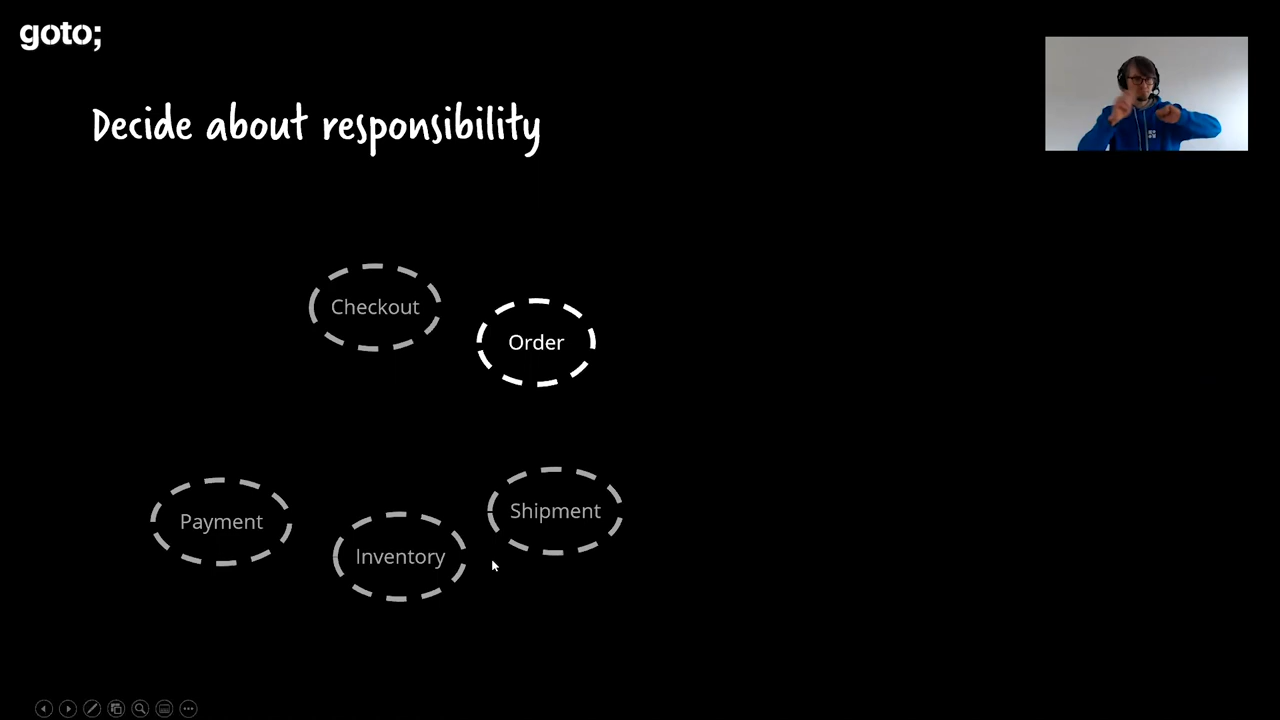 goto;
Decide about responsibility
Checkout
Order
Payment
Inventory
Shipment